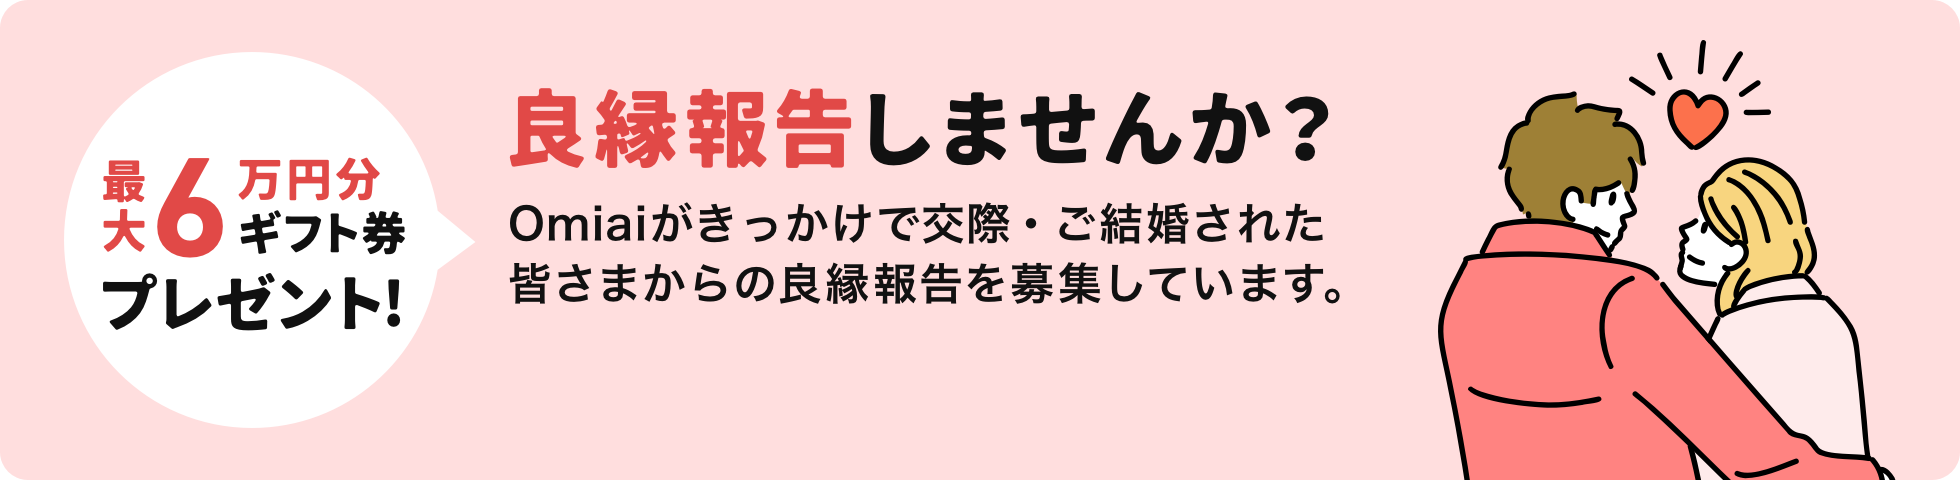 最大6万円分
ギフト券
プレゼント!
良縁報告しませんか?
Omiaiがきっかけで交際・ご結婚された
皆さまからの良縁報告を募集しています。